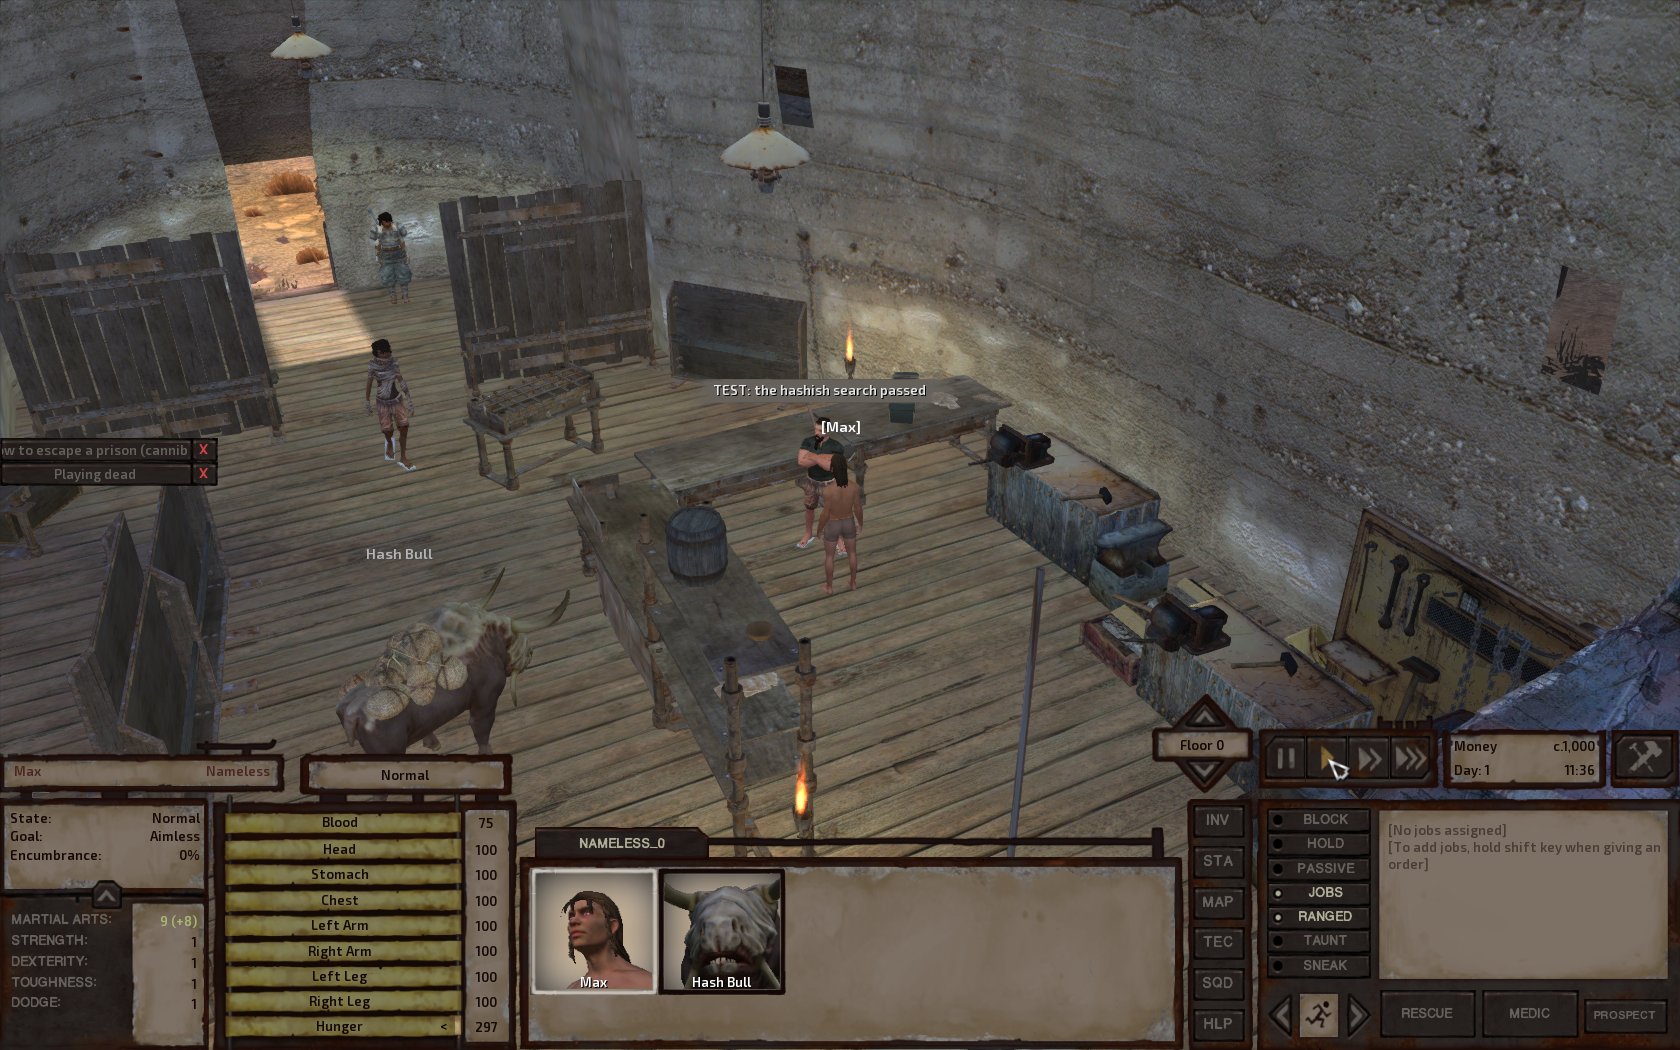 TEST: the hashish search passed
[Max]
ow to escape a prison (cannib X
Playing dead X
Hash Bull
Floor 0
Money c.1,000
Day: 1 11:36
Max Nameless
Normal
State: Normal
Goal: Aimless
Encumbrance: 0%
MARTIAL ARTS: 9 (+8)
STRENGTH: 1
DEXTERITY: 1
TOUGHNESS: 1
DODGE: 1
Blood 75
Head 100
Stomach 100
Chest 100
Left Arm 100
Right Arm 100
Left Leg 100
Right Leg 100
Hunger < 297
NAMELESS_0
Max
Hash Bull
INV
STA
MAP
TEC
SQD
HLP
BLOCK
HOLD
PASSIVE
JOBS
RANGED
TAUNT
SNEAK
[No jobs assigned]
[To add jobs, hold shift key when giving an
order]
RESCUE
MEDIC
PROSPECT